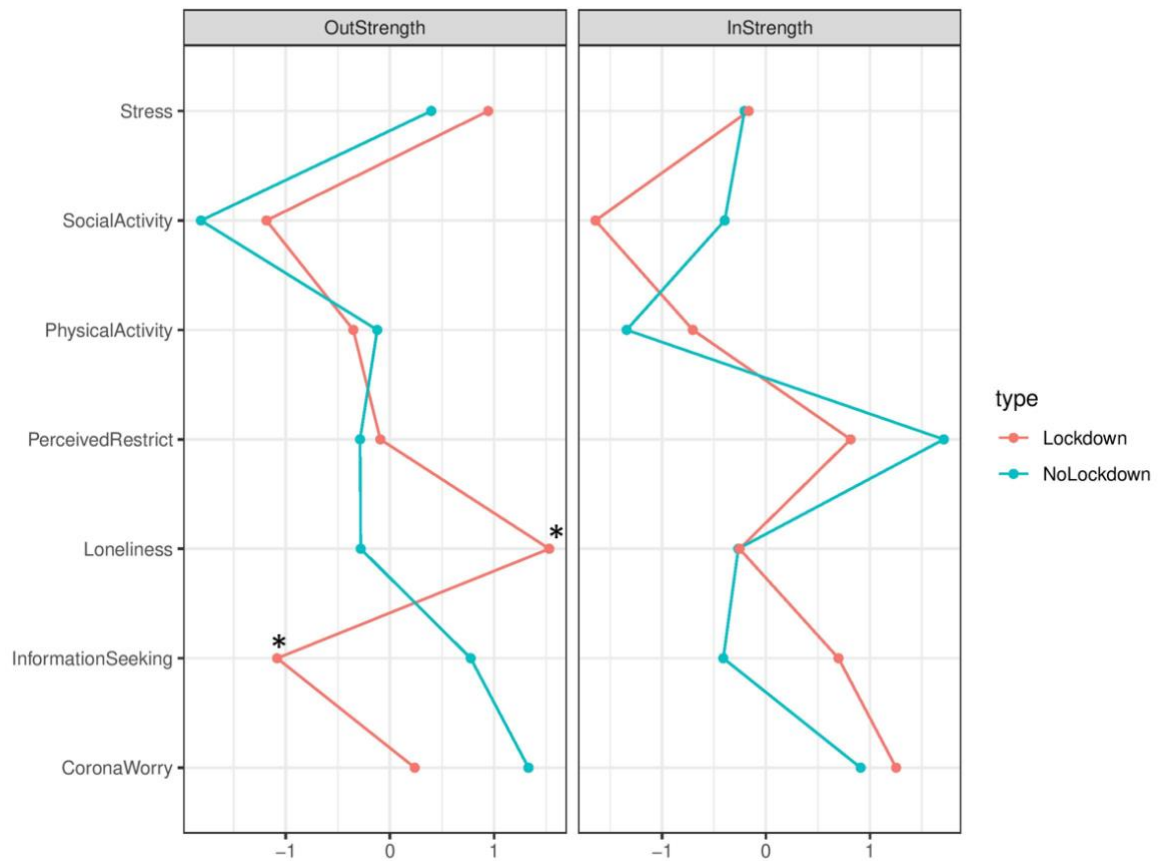 OutStrength InStrength
Stress
SocialActivity
PhysicalActivity
PerceivedRestrict
Loneliness
*
InformationSeeking
*
CoronaWorry
−1 0 1 −1 0 1
type
Lockdown
NoLockdown